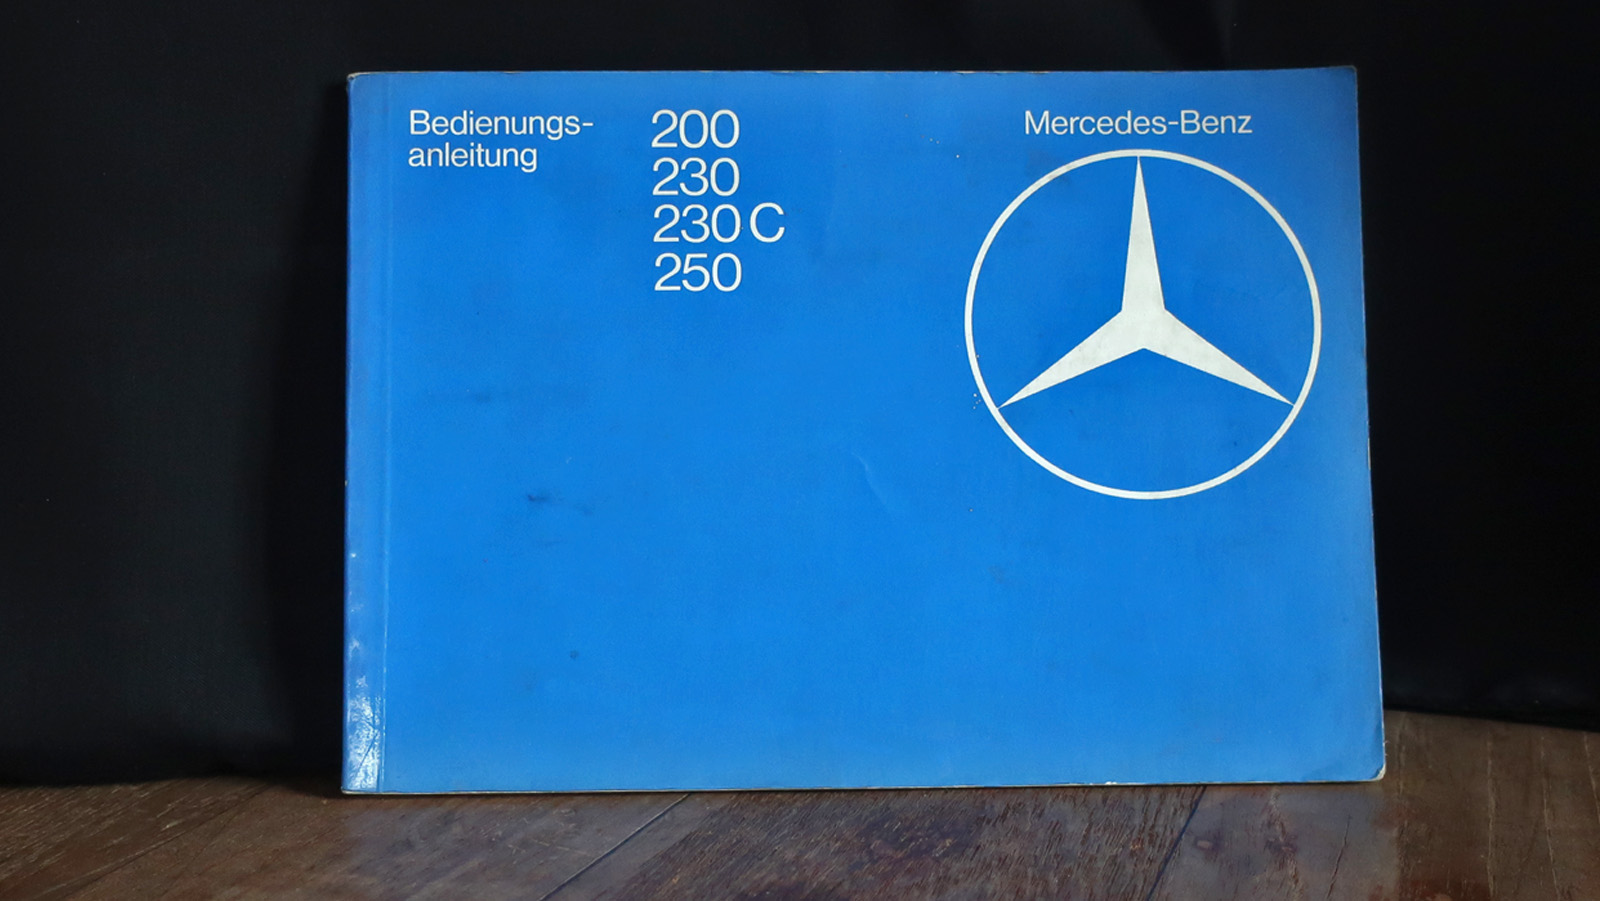 Bedienungs-
anleitung
200
230
230 C
250
Mercedes-Benz